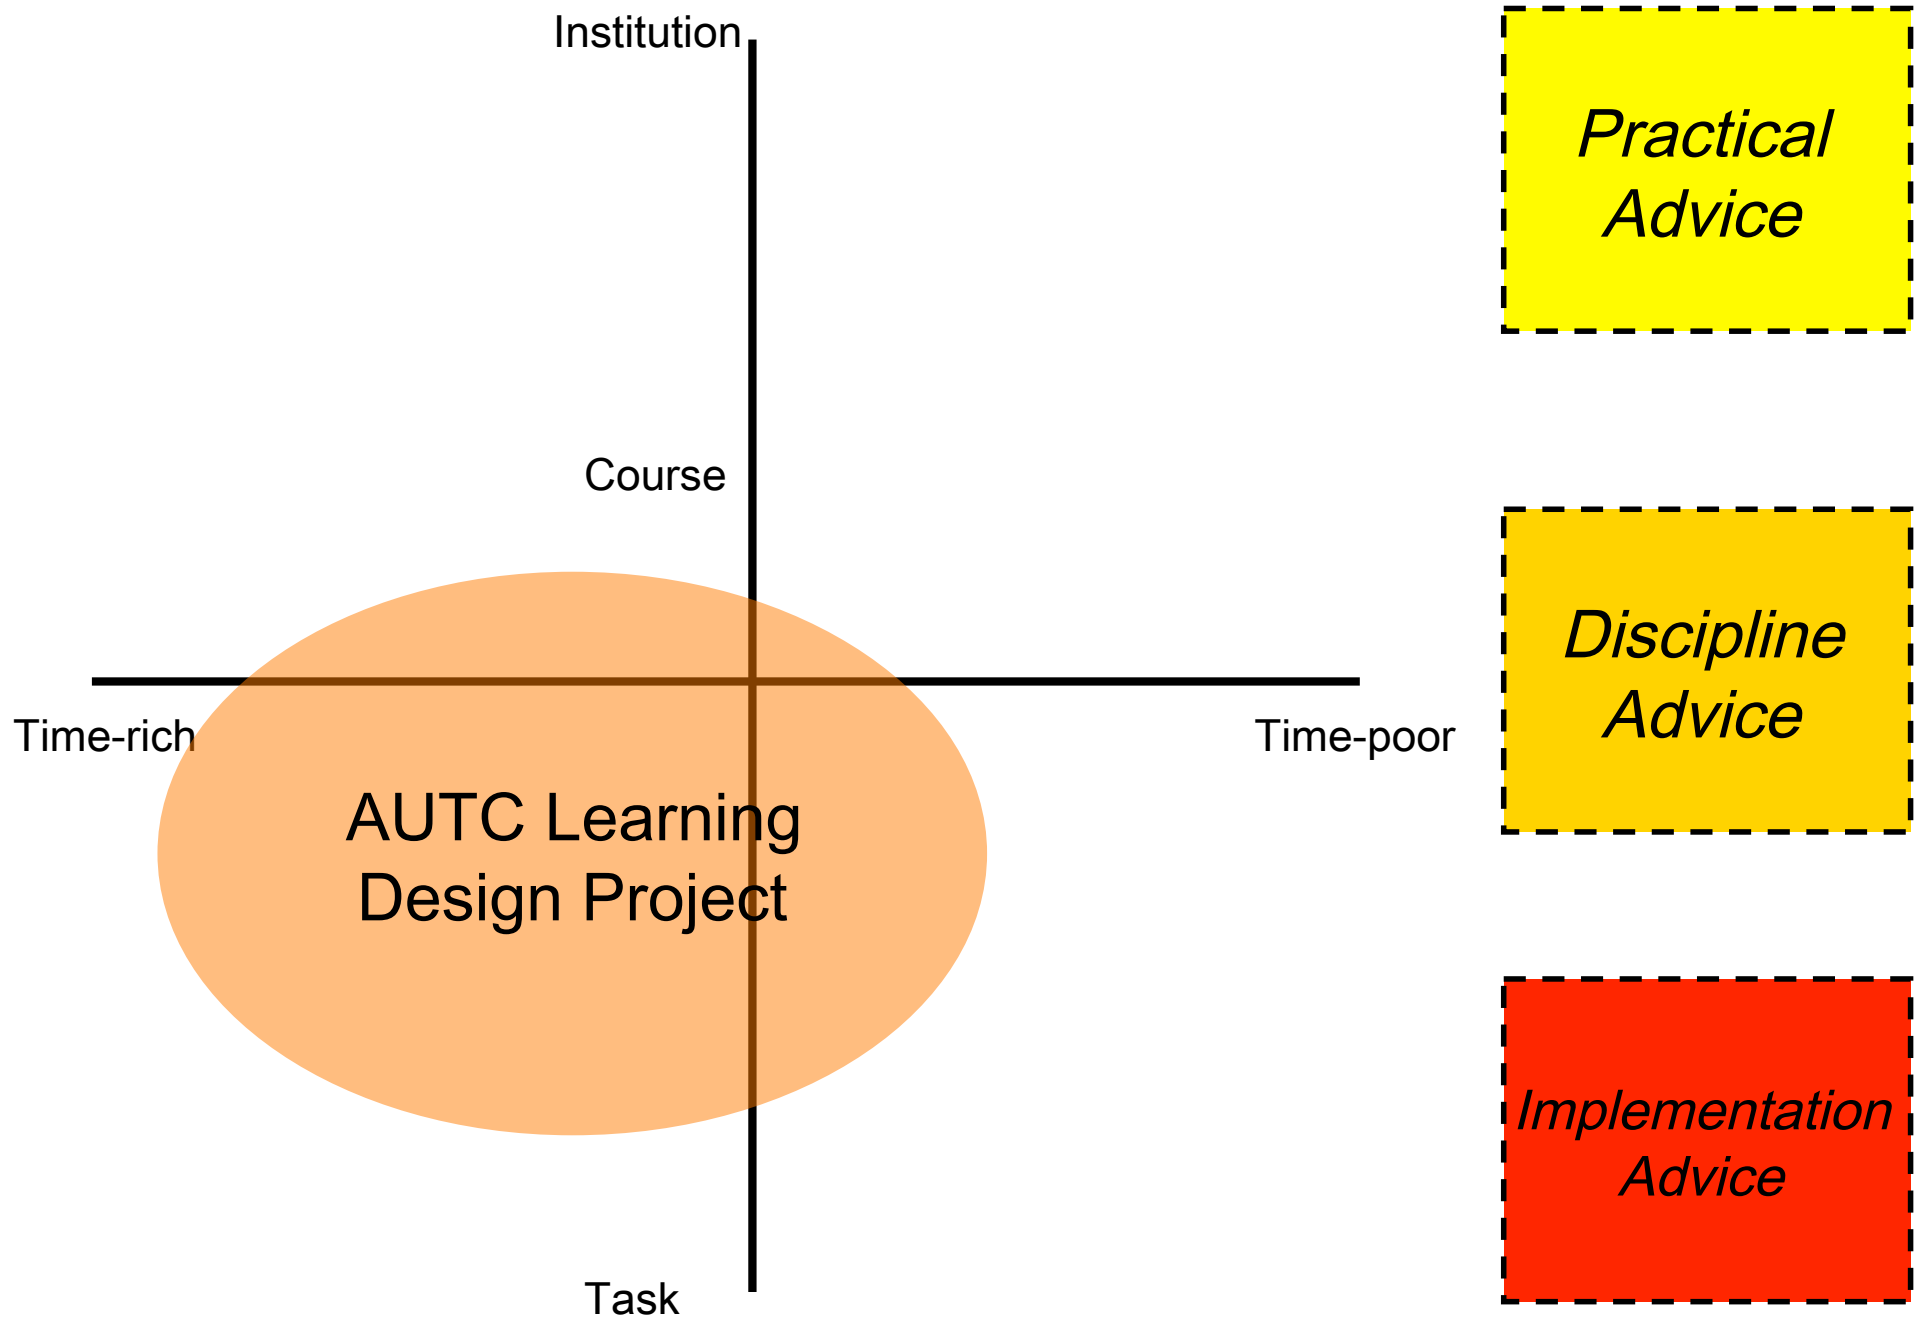 Institution
Practical
Advice
Course
Discipline
Advice
Time-rich
Time-poor
AUTC Learning
Design Project
Implementation
Advice
Task